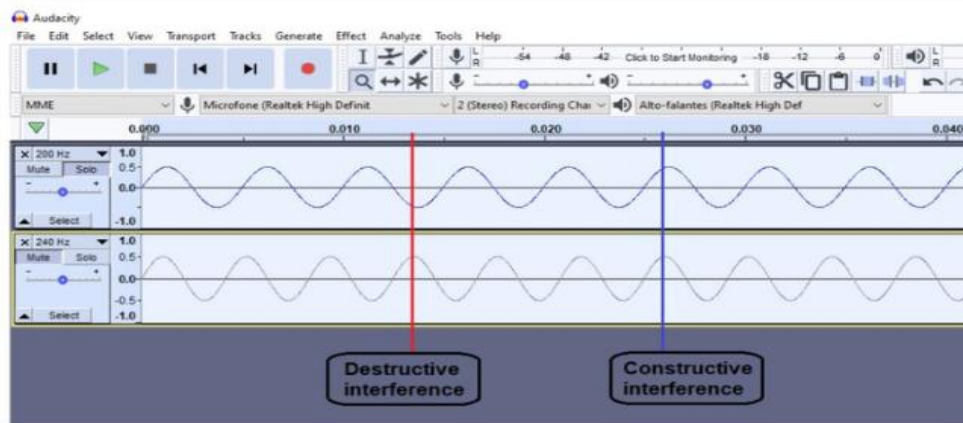 Audacity
File Edit Select View Transport Tracks Generate Effect Analyze Tools Help
L R -54 -48 -42 Click to Start Monitoring -18 -12 -6 0 L R
MME Microfone (Realtek High Definit 2 (Stereo) Recording Chai Alto-falantes (Realtek High Def
0.000 0.010 0.020 0.030 0.040
x 200 Hz 1.0
Mute Solo 0.5
- + 0.0
Select -1.0
x 240 Hz 1.0
Mute Solo 0.5
- + 0.0
-0.5
Select -1.0
Destructive
interference
Constructive
interference